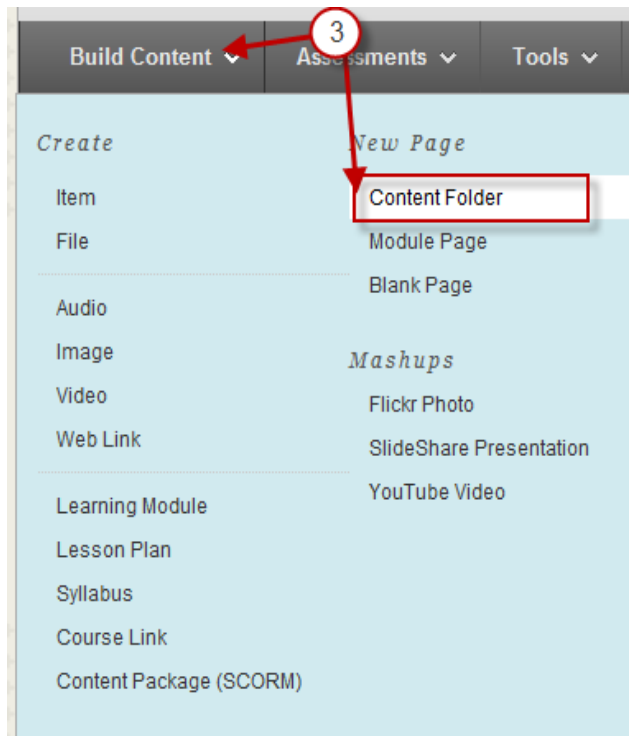 3
Build Content
Assessments
Tools
Create
Item
File
Audio
Image
Video
Web Link
Learning Module
Lesson Plan
Syllabus
Course Link
Content Package (SCORM)
New Page
Content Folder
Module Page
Blank Page
Mashups
Flickr Photo
SlideShare Presentation
YouTube Video